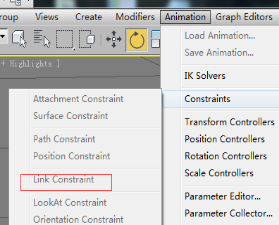 roup Views Create Modifiers Animation Graph Editors
+ Highlights ]
Load Animation...
Save Animation...
IK Solvers
Constraints
Transform Controllers
Position Controllers
Rotation Controllers
Scale Controllers
Parameter Editor...
Parameter Collector...
Attachment Constraint
Surface Constraint
Path Constraint
Position Constraint
Link Constraint
LookAt Constraint
Orientation Constraint